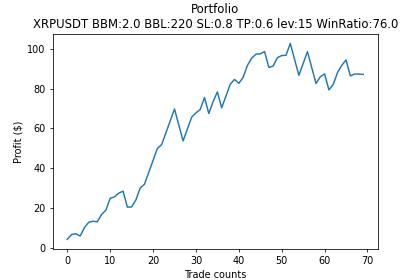 Portfolio
XRPUSDT BBM:2.0 BBL:220 SL:0.8 TP:0.6 lev:15 WinRatio:76.0
100
80
60
40
20
0
Profit ($)
0 10 20 30 40 50 60 70
Trade counts